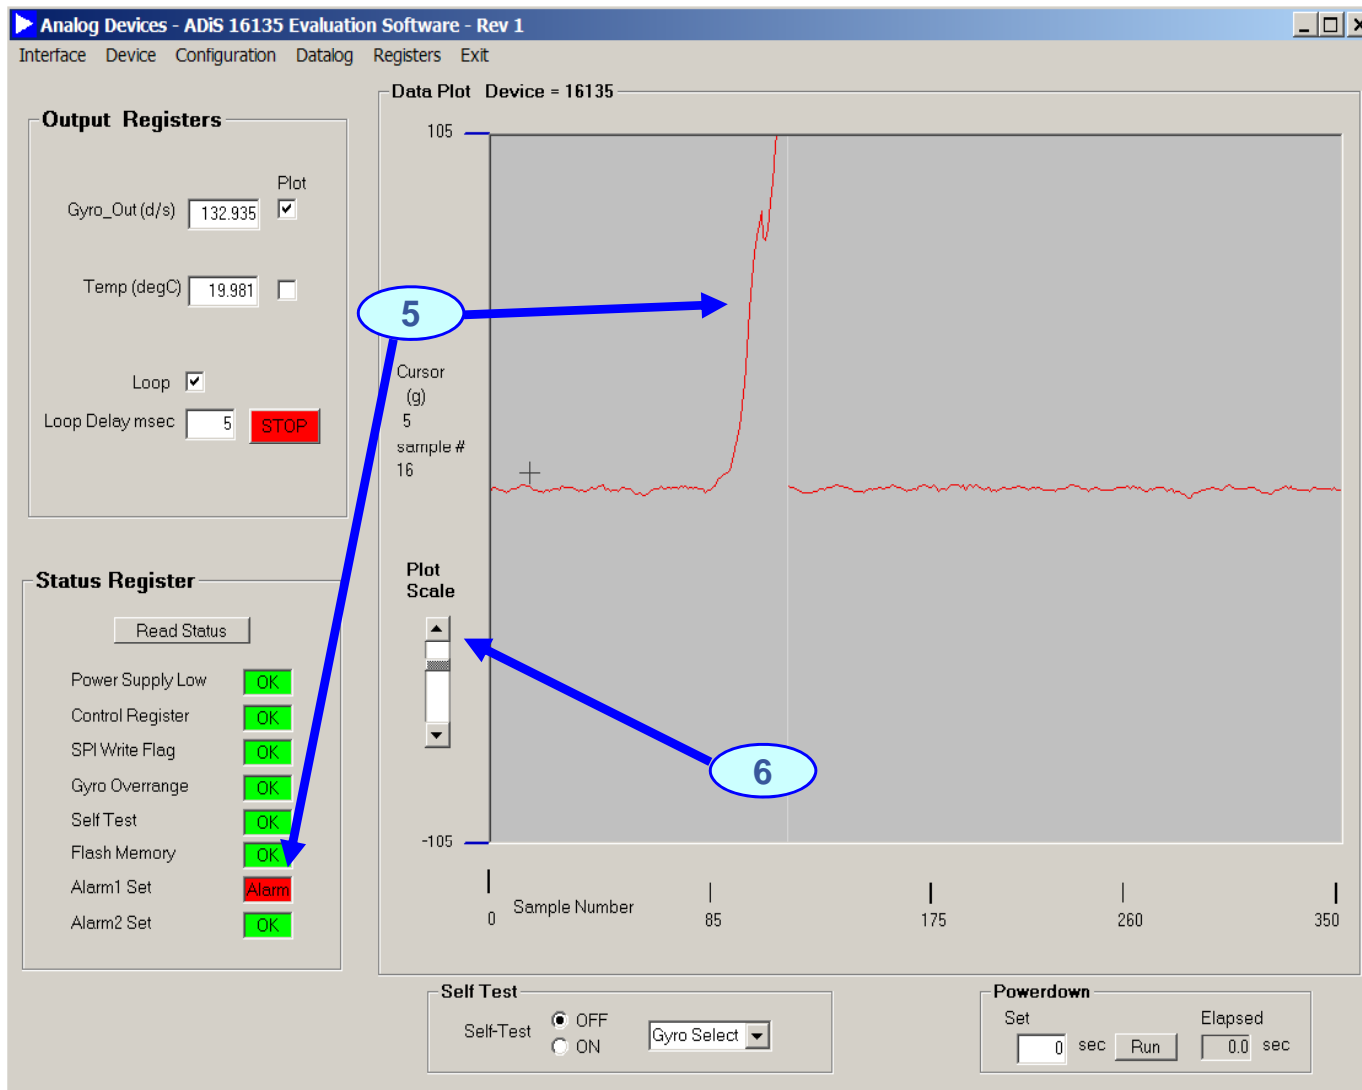 Analog Devices - ADiS 16135 Evaluation Software - Rev 1
Interface Device Configuration Datalog Registers Exit
Output Registers
Plot
Gyro_Out (d/s) 132.935
Temp (degC) 19.981
Loop
Loop Delay msec 5 STOP
Status Register
Read Status
Power Supply Low OK
Control Register OK
SPI Write Flag OK
Gyro Overrange OK
Self Test OK
Flash Memory OK
Alarm1 Set Alarm
Alarm2 Set OK
Data Plot Device = 16135
105
5
Cursor
(g)
5
sample #
16
Plot
Scale
6
-105
0 Sample Number 85 175 260 350
Self Test
Self-Test OFF
ON
Gyro Select
Powerdown
Set Elapsed
0 sec Run 0.0 sec